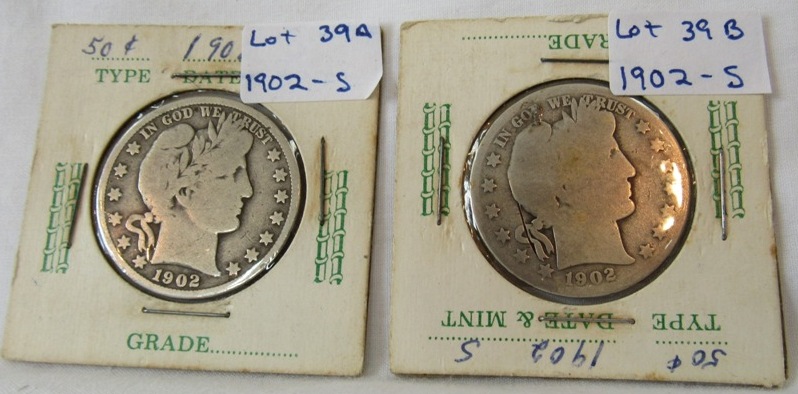 50¢ 190
TYPE DATE
Lot 39A
1902-S
IN GOD WE TRUST
1902
GRADE
Lot 39B
1902-S
GRADE
IN GOD WE TRUST
1902
TYPE DATE & MINT
50¢ 1902 S